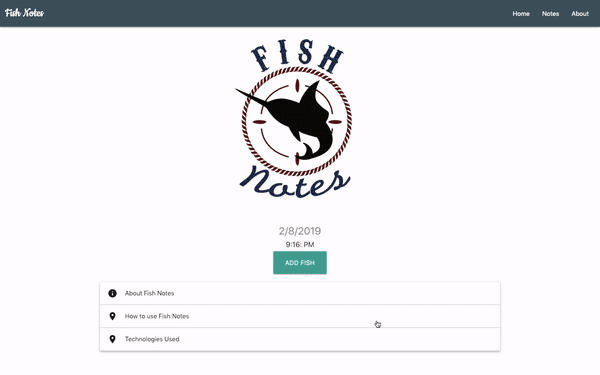 Fish Notes
Home Notes About
FISH
Notes
2/8/2019
9:16: PM
ADD FISH
About Fish Notes
How to use Fish Notes
Technologies Used